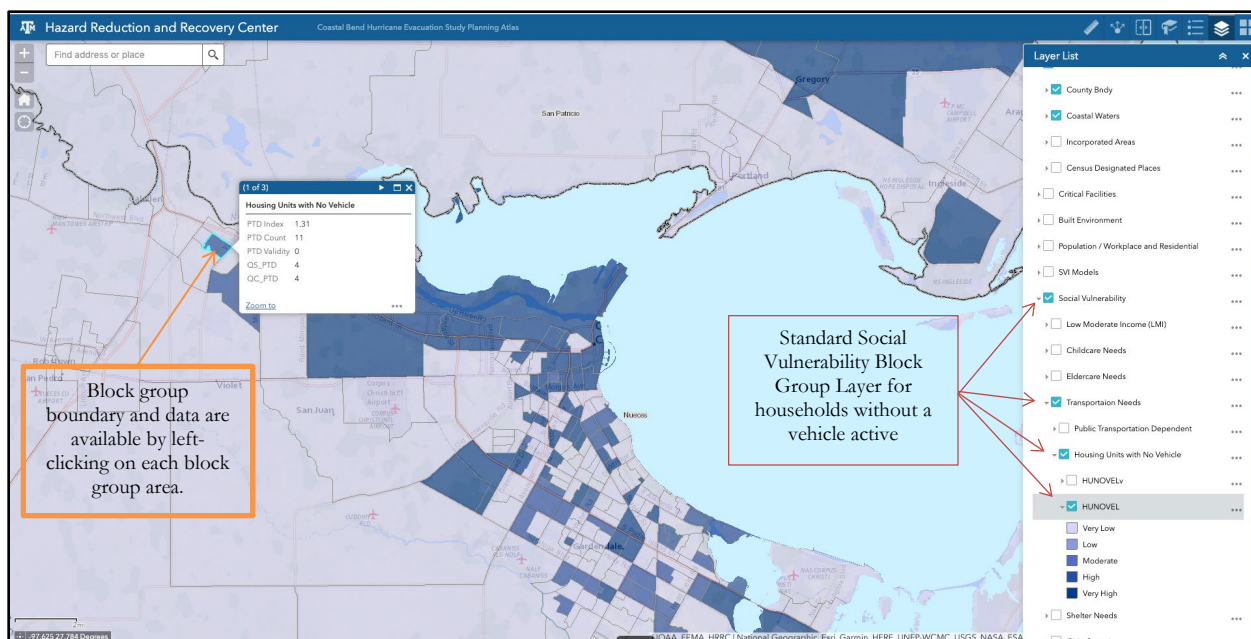 Hazard Reduction and Recovery Center
Coastal Bend Hurricane Evacuation Study Planning Atlas
Find address or place
Layer List
County Bndy
Coastal Waters
Incorporated Areas
Census Designated Places
Critical Facilities
Built Environment
Population / Workplace and Residential
SVI Models
Social Vulnerability
Low Moderate Income (LMI)
Childcare Needs
Eldercare Needs
Transportaion Needs
Public Transportation Dependent
Housing Units with No Vehicle
HUNOVELv
HUNOVEL
Very Low
Low
Moderate
High
Very High
Shelter Needs
(1 of 3)
Housing Units with No Vehicle
PTD Index 1.31
PTD Count 11
PTD Validity 0
QS_PTD 4
QC_PTD 4
Zoom to
Block group
boundary and data are
available by left-
clicking on each block
group area.
Standard Social
Vulnerability Block
Group Layer for
households without a
vehicle active
San Patricio
Gregory
Portland
Ingleside
Violet
San Juan
Nueces
NAS CORPUS
CHRISTI
CABANISS
2mi
-97.625 27.784 Degrees